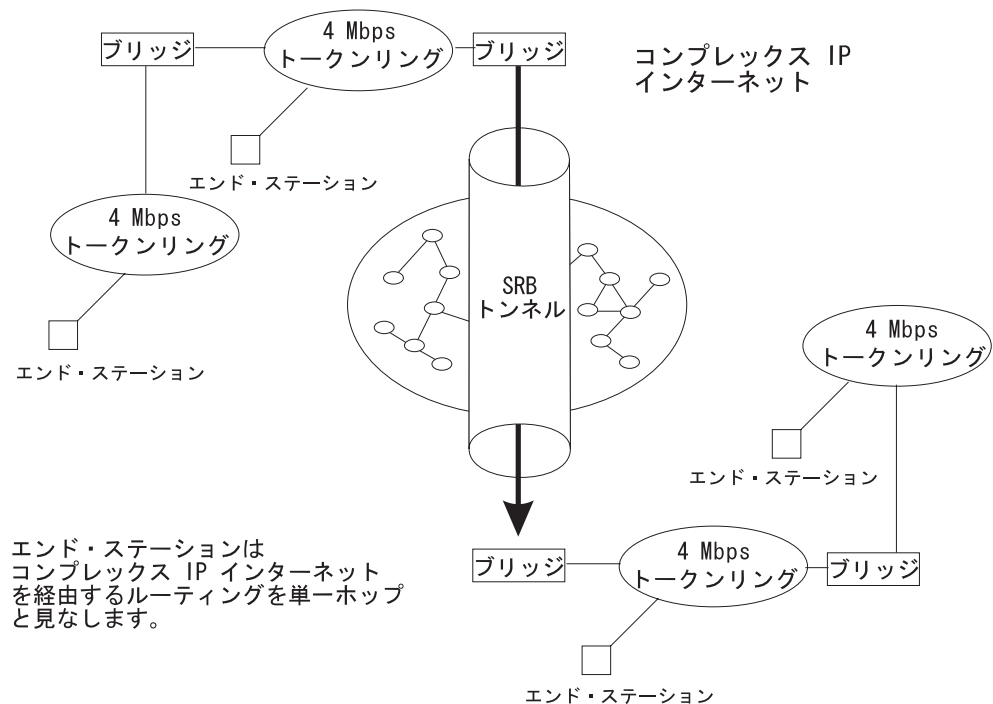 4 Mbps
トークンリング
ブリッジ
ブリッジ
コンプレックス IP
インターネット
エンド・ステーション
4 Mbps
トークンリング
SRB
トンネル
エンド・ステーション
4 Mbps
トークンリング
エンド・ステーション
エンド・ステーションは
コンプレックス IP インターネット
を経由するルーティングを単一ホップ
と見なします。
ブリッジ
4 Mbps
トークンリング
ブリッジ
エンド・ステーション